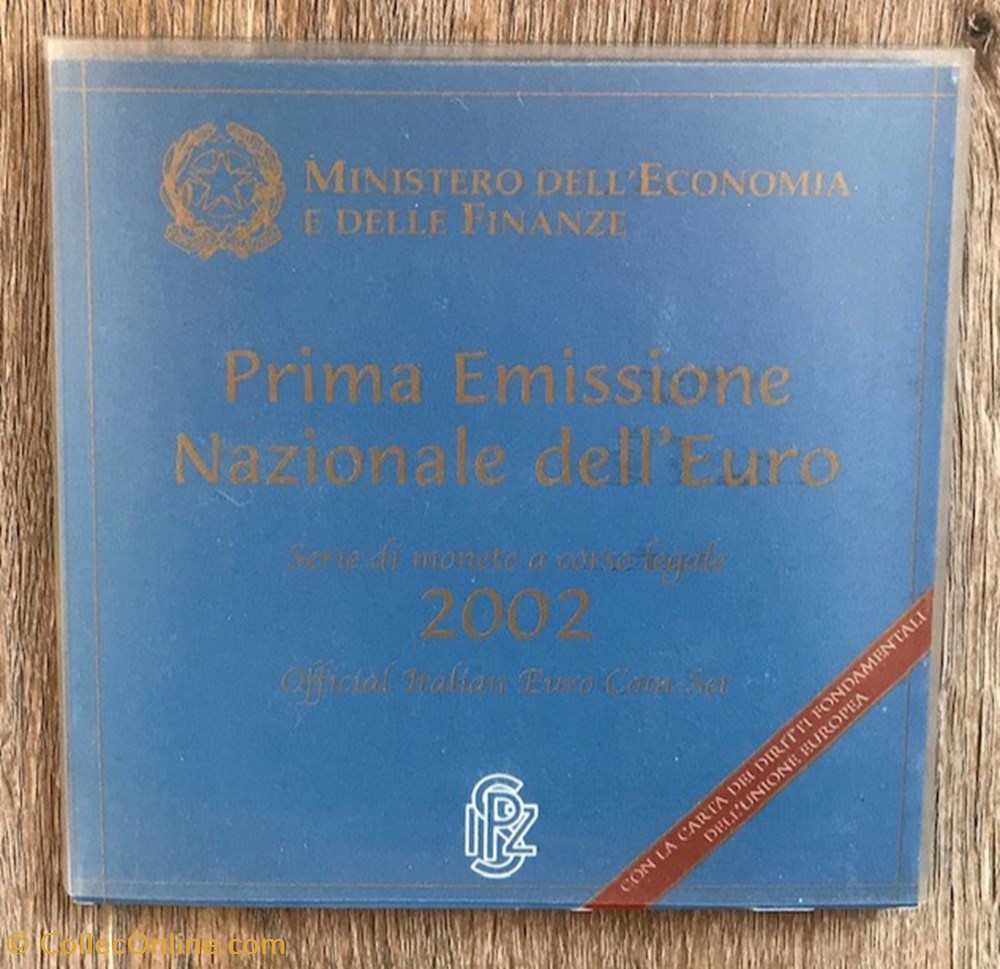 MINISTERO DELL'ECONOMIA
E DELLE FINANZE
Prima Emissione
Nazionale dell'Euro
Serie di monete a corso legale
2002
Official Italian Euro Coin-Set
CON LA CARTA DEI DIRITTI FONDAMENTALI
DELL'UNIONE EUROPEA
IPZS
© CollecOnline.com